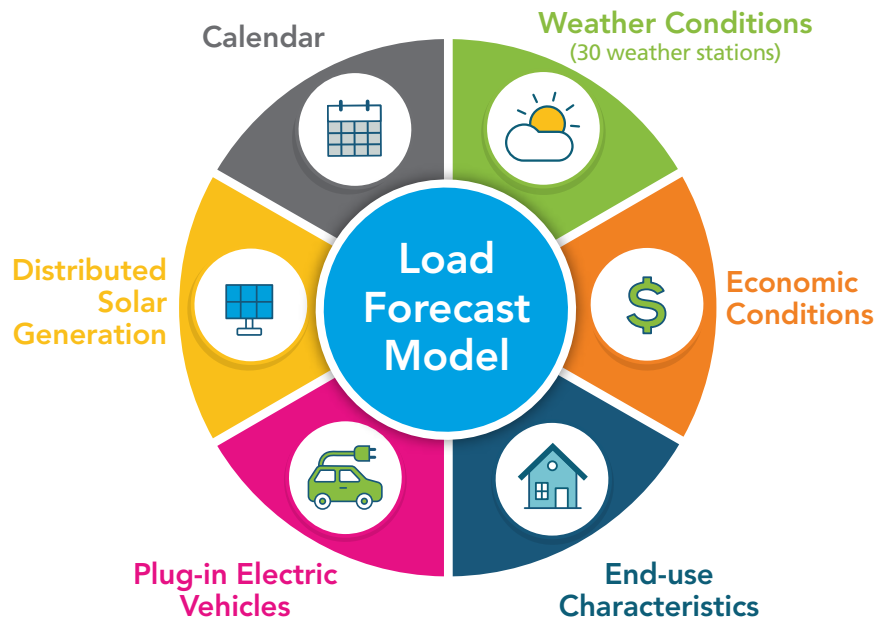 Calendar
Weather Conditions
(30 weather stations)
Distributed
Solar
Generation
Load
Forecast
Model
$
Economic
Conditions
Plug-in Electric
Vehicles
End-use
Characteristics